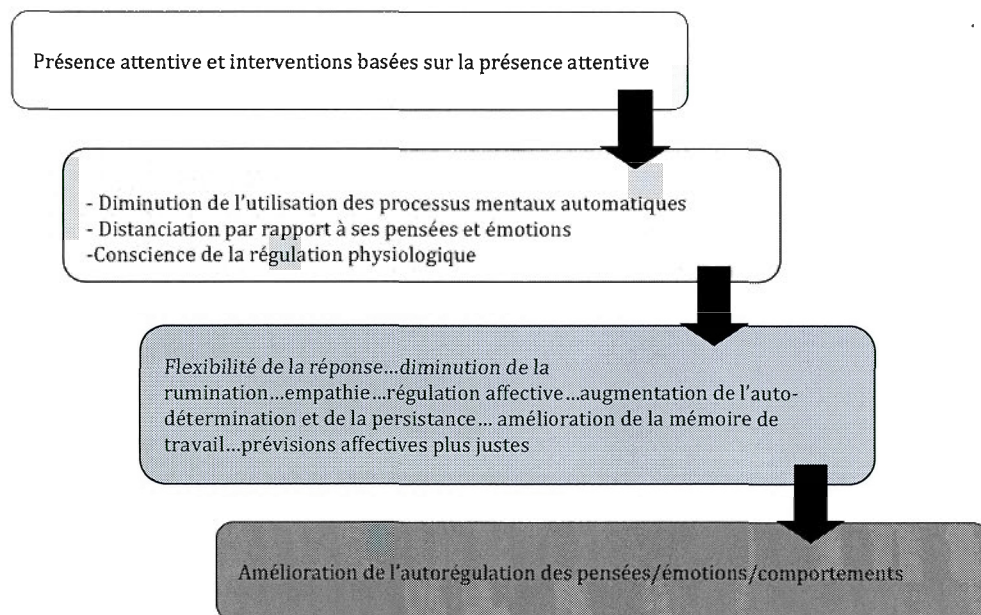 Présence attentive et interventions basées sur la présence attentive
- Diminution de l'utilisation des processus mentaux automatiques
- Distanciation par rapport à ses pensées et émotions
-Conscience de la régulation physiologique
Flexibilité de la réponse...diminution de la
rumination...empathie...régulation affective...augmentation de l'auto-
détermination et de la persistance... amélioration de la mémoire de
travail...prévisions affectives plus justes
Amélioration de l'autorégulation des pensées/émotions/comportements